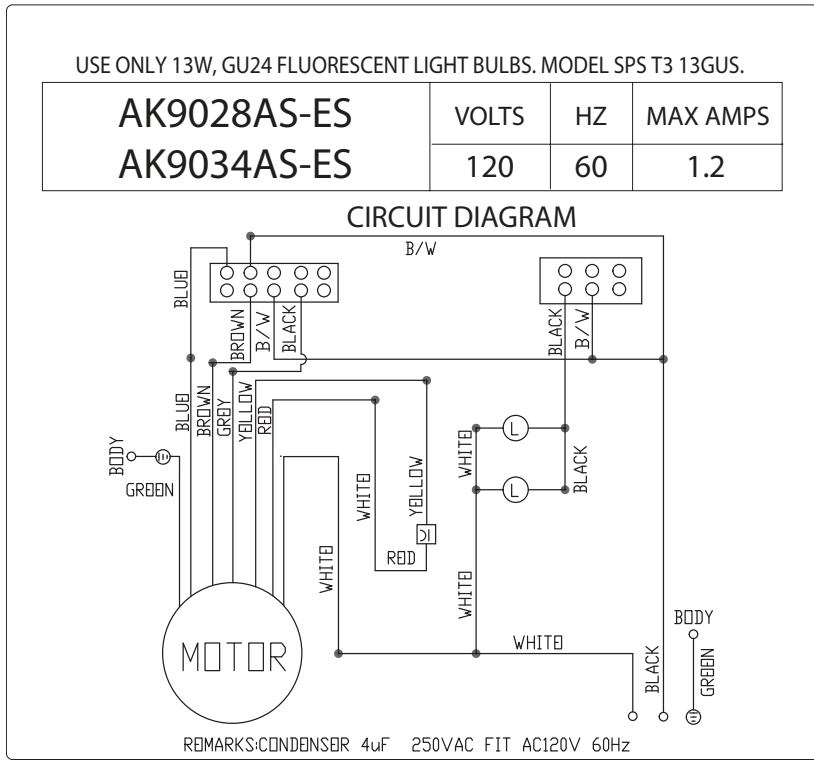 USE ONLY 13W, GU24 FLUORESCENT LIGHT BULBS. MODEL SPS T3 13GUS.
AK9028AS-ES
AK9034AS-ES
VOLTS
HZ
MAX AMPS
120
60
1.2
CIRCUIT DIAGRAM
B/W
BLUE
BROWN
B/W
BLACK
BLACK
B/W
BLUE
BROWN
GREY
YELLOW
RED
BODY
GREEN
WHITE
WHITE
YELLOW
RED
WHITE
L
L
BLACK
WHITE
WHITE
MOTOR
BLACK
BODY
GREEN
REMARKS:CONDENSER 4uF 250VAC FIT AC120V 60Hz